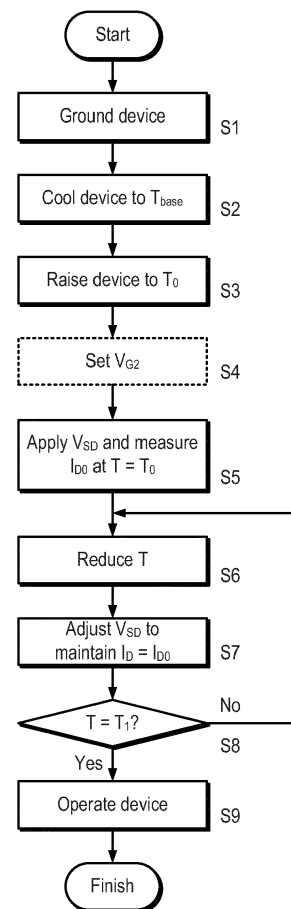 Start
Ground device
S1
Cool device to Tbase
S2
Raise device to T0
S3
Set VG2
S4
Apply VSD and measure
ID0 at T = T0
S5
Reduce T
S6
Adjust VSD to
maintain ID = ID0
S7
T = T1?
No
S8
Yes
Operate device
S9
Finish